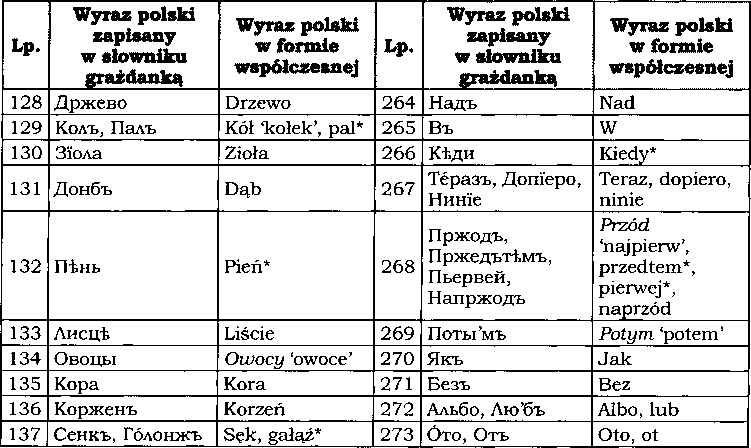 Lp. | Wyraz polski zapisany w słowniku grażdanką | Wyraz polski w formie współczesnej | Lp. | Wyraz polski zapisany w słowniku grażdanką | Wyraz polski w formie współczesnej
128 | Држево | Drzewo | 264 | Надъ | Nad
129 | Колъ, Палъ | Kół ‘kołek’, pal* | 265 | Въ | W
130 | Зїола | Zioła | 266 | Кѣди | Kiedy*
131 | Донбъ | Dąb | 267 | Те́разъ, Допїеро, Нинїе | Teraz, dopiero, ninie
132 | Пѣнь | Pień* | 268 | Пржодъ, Пржедътѣмъ, Пьервей, Напржодъ | Przód ‘najpierw’, przedtem*, pierwej*, naprzód
133 | Лисцѣ | Liście | 269 | Поты’мъ | Potym ‘potem’
134 | Овоцы | Owocy ‘owoce’ | 270 | Якъ | Jak
135 | Кора | Kora | 271 | Безъ | Bez
136 | Корженъ | Korzeń | 272 | Альбо, Лю’бъ | Albo, lub
137 | Сенкъ, Го́лонжъ | Sęk, gałąź* | 273 | О́то, Отъ | Oto, ot